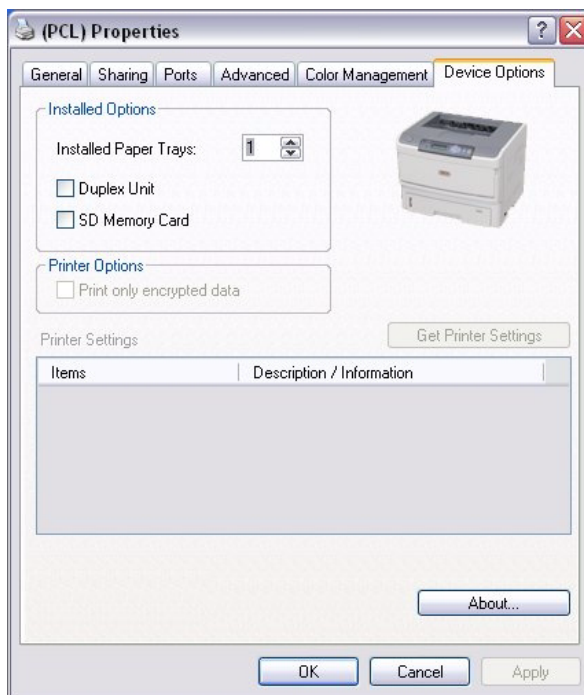 (PCL) Properties
General Sharing Ports Advanced Color Management Device Options
Installed Options
Installed Paper Trays: 1
Duplex Unit
SD Memory Card
Printer Options
Print only encrypted data
Printer Settings Get Printer Settings
Items Description / Information
About...
OK Cancel Apply